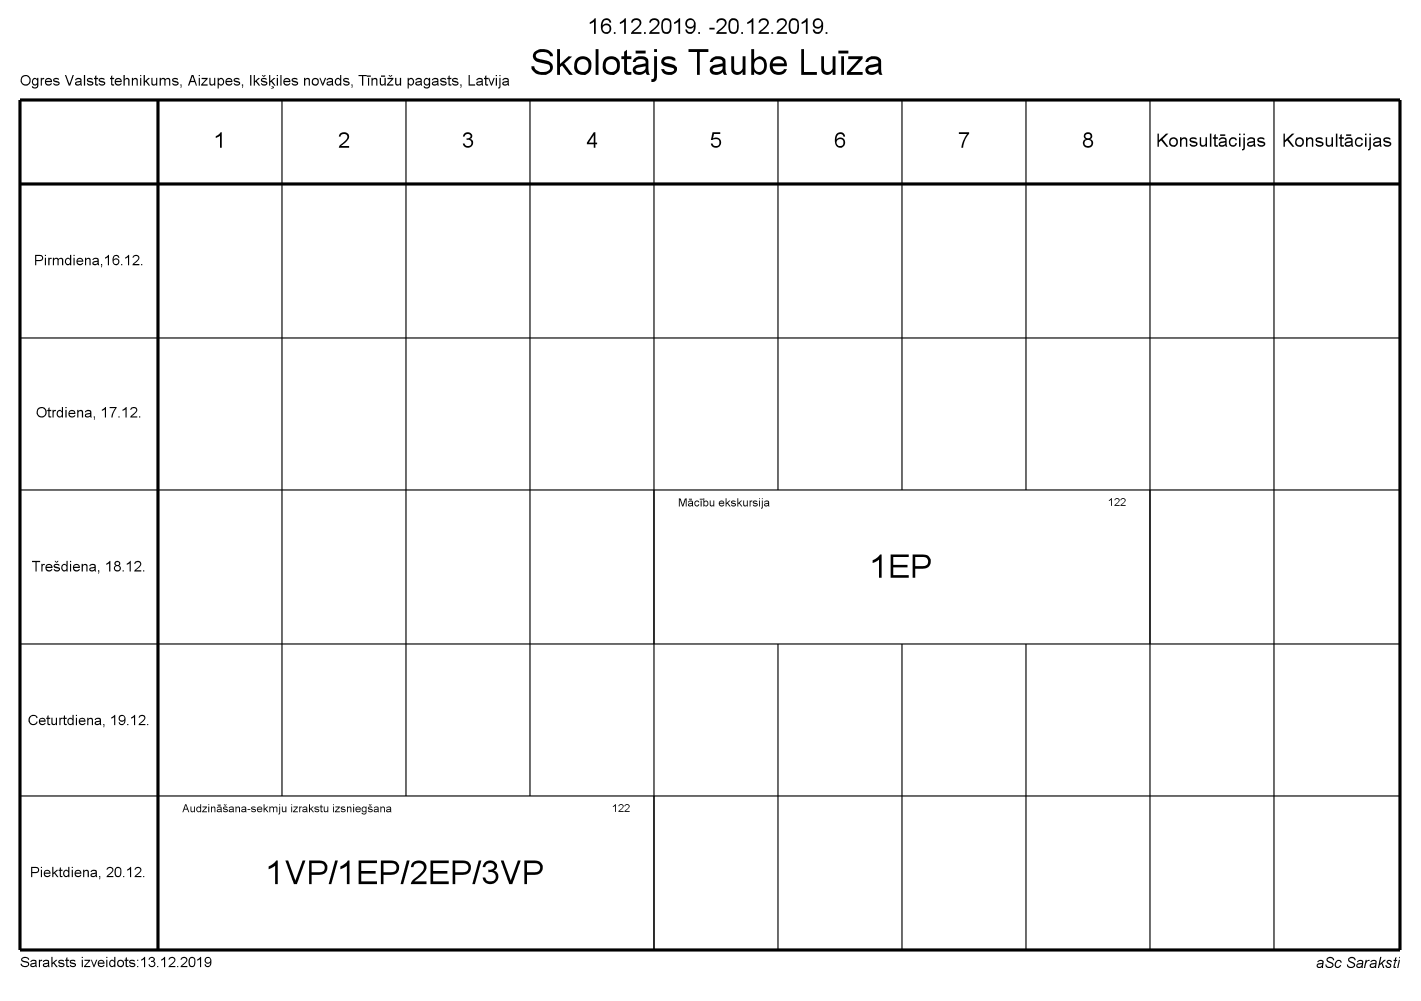 16.12.2019. -20.12.2019.
Skolotājs Taube Luīza
Ogres Valsts tehnikums, Aizupes, Ikšķiles novads, Tīnūžu pagasts, Latvija
1 2 3 4 5 6 7 8 Konsultācijas Konsultācijas
Pirmdiena,16.12.
Otrdiena, 17.12.
Mācību ekskursija 122
Trešdiena, 18.12. 1EP
Ceturtdiena, 19.12.
Audzināšana-sekmju izrakstu izsniegšana 122
Piektdiena, 20.12. 1VP/1EP/2EP/3VP
Saraksts izveidots:13.12.2019 aSc Saraksti